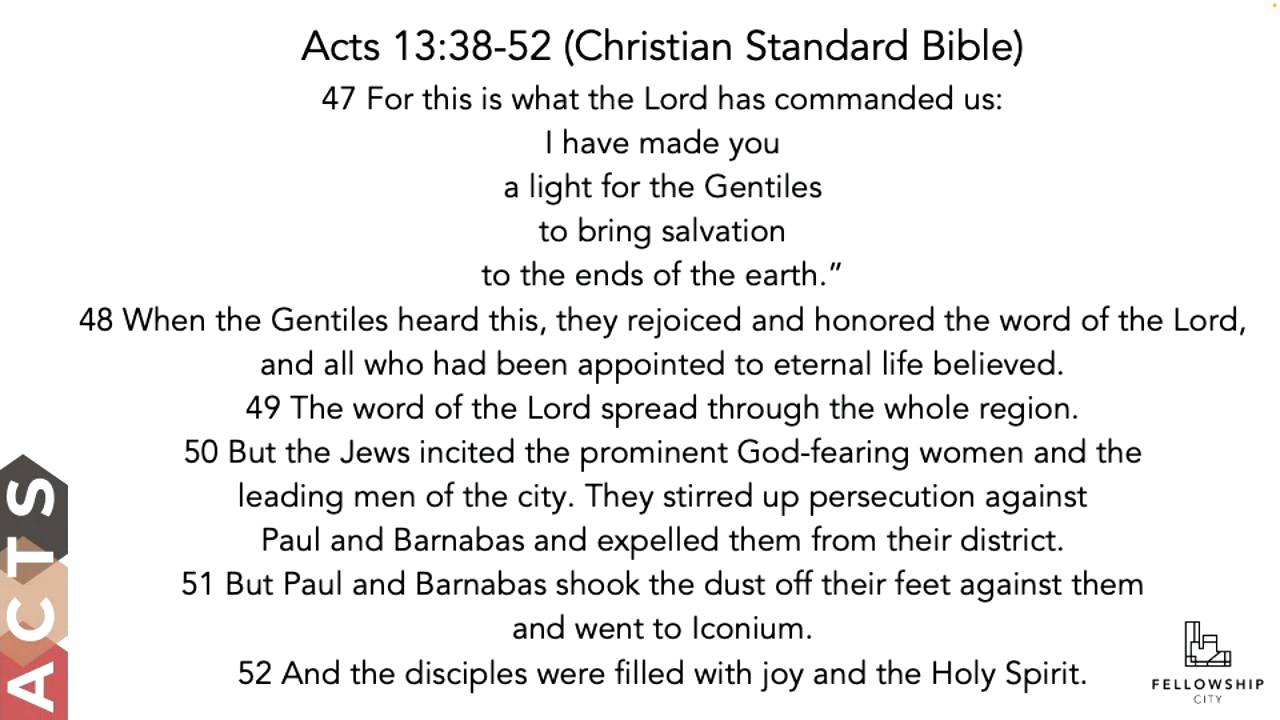 Acts 13:38-52 (Christian Standard Bible)
47 For this is what the Lord has commanded us:
I have made you
a light for the Gentiles
to bring salvation
to the ends of the earth.”
48 When the Gentiles heard this, they rejoiced and honored the word of the Lord,
and all who had been appointed to eternal life believed.
49 The word of the Lord spread through the whole region.
50 But the Jews incited the prominent God-fearing women and the
leading men of the city. They stirred up persecution against
Paul and Barnabas and expelled them from their district.
51 But Paul and Barnabas shook the dust off their feet against them
and went to Iconium.
52 And the disciples were filled with joy and the Holy Spirit.
ACTS
FELLOWSHIP
CITY